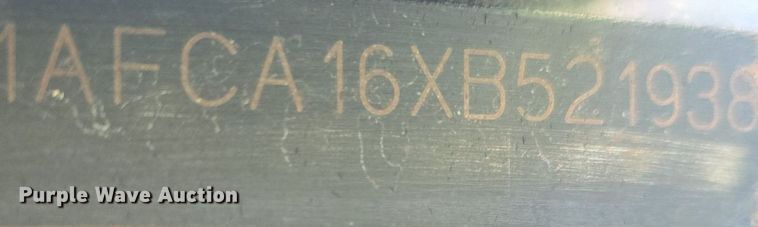 1AFCA16XB521938
Purple Wave Auction